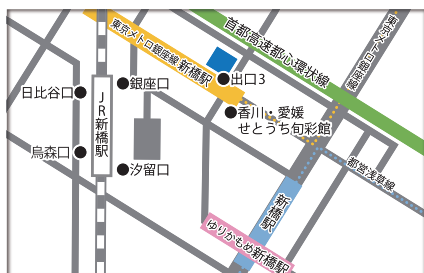 東京メトロ銀座線 新橋駅
首都高速都心環状線
東京メトロ銀座線
出口3
日比谷口
銀座口
JR新橋駅
香川・愛媛
せとうち旬彩館
烏森口
汐留口
都営浅草線
新橋駅
ゆりかもめ新橋駅